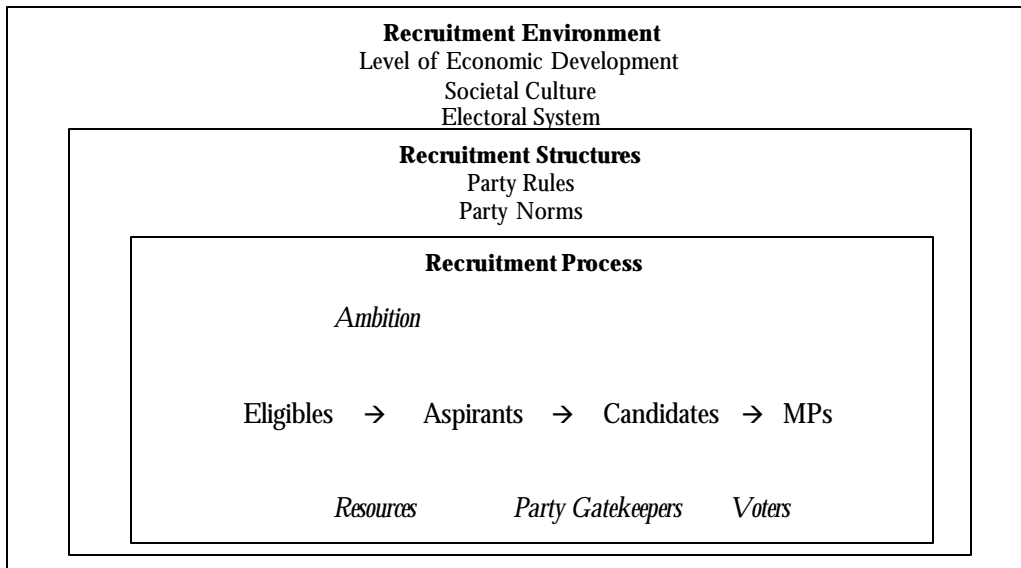 Recruitment Environment
Level of Economic Development
Societal Culture
Electoral System
Recruitment Structures
Party Rules
Party Norms
Recruitment Process
Ambition
Eligibles → Aspirants → Candidates → MPs
Resources Party Gatekeepers Voters